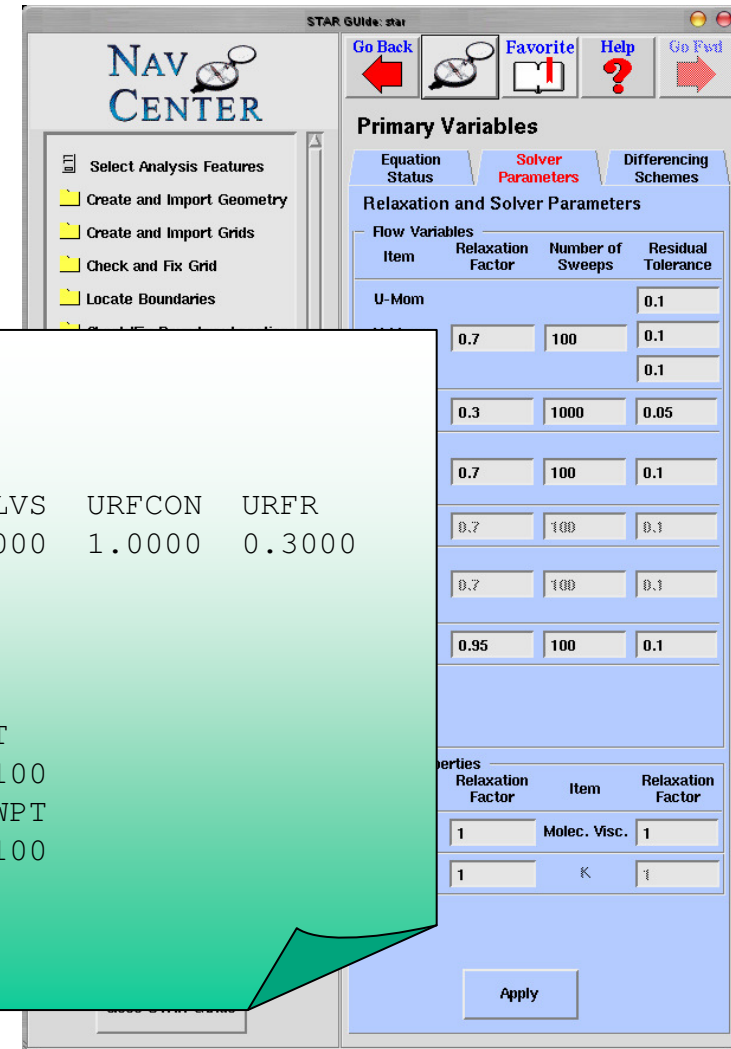 STAR GUIde: star
NAV
CENTER
Select Analysis Features
Create and Import Geometry
Create and Import Grids
Check and Fix Grid
Locate Boundaries
LVS URFCON URFR
000 1.0000 0.3000
T
100
WPT
100
Go Back
Favorite
Help
Go Fwd
Primary Variables
Equation Status
Solver Parameters
Differencing Schemes
Relaxation and Solver Parameters
Flow Variables
Item Relaxation Factor Number of Sweeps Residual Tolerance
U-Mom 0.1
0.7 100 0.1
0.1
0.3 1000 0.05
0.7 100 0.1
0.7 100 0.1
0.7 100 0.1
0.95 100 0.1
perties
Relaxation Factor Item Relaxation Factor
1 Molec. Visc. 1
1 K 1
Apply